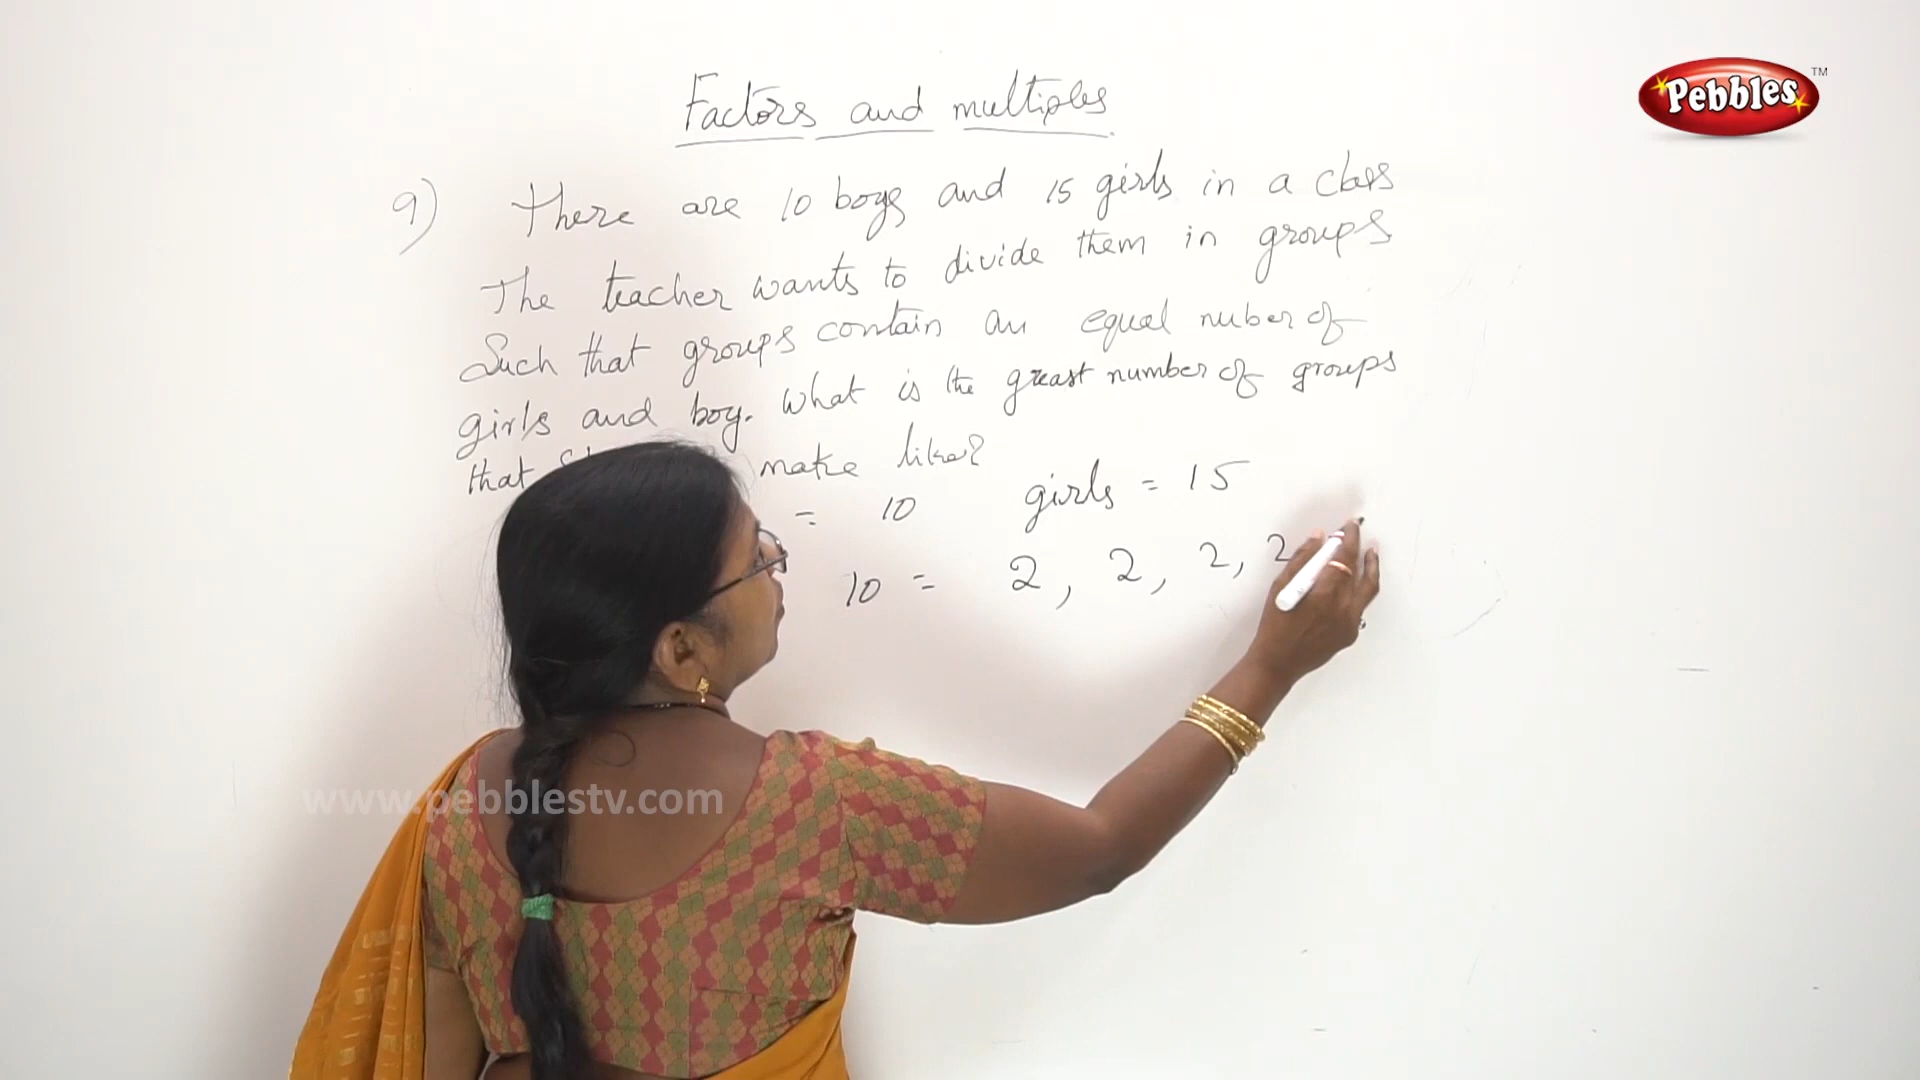 Factors and multiples
Pebbles TM
9) There are 10 boys and 15 girls in a class
The teacher wants to divide them in groups
Such that groups contain an equal nuber of
girls and boy. What is the greast number of groups
that make like?
= 10 girls = 15
10 = 2, 2, 2, 2
www.pebblestv.com